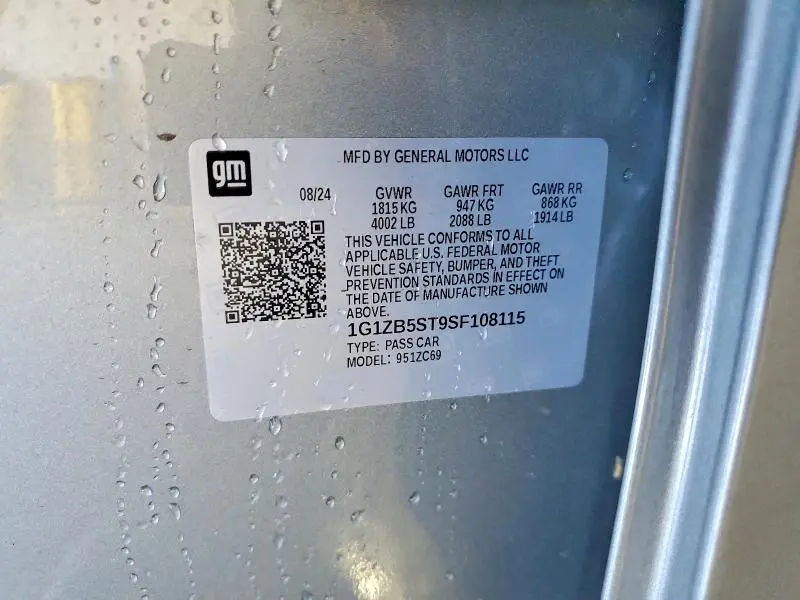 gm
MFD BY GENERAL MOTORS LLC
08/24 GVWR GAWR FRT GAWR RR
1815 KG 947 KG 868 KG
4002 LB 2088 LB 1914 LB
THIS VEHICLE CONFORMS TO ALL
APPLICABLE U.S. FEDERAL MOTOR
VEHICLE SAFETY, BUMPER, AND THEFT
PREVENTION STANDARDS IN EFFECT ON
THE DATE OF MANUFACTURE SHOWN
ABOVE.
1G1ZB5ST9SF108115
TYPE: PASS CAR
MODEL: 951ZC69